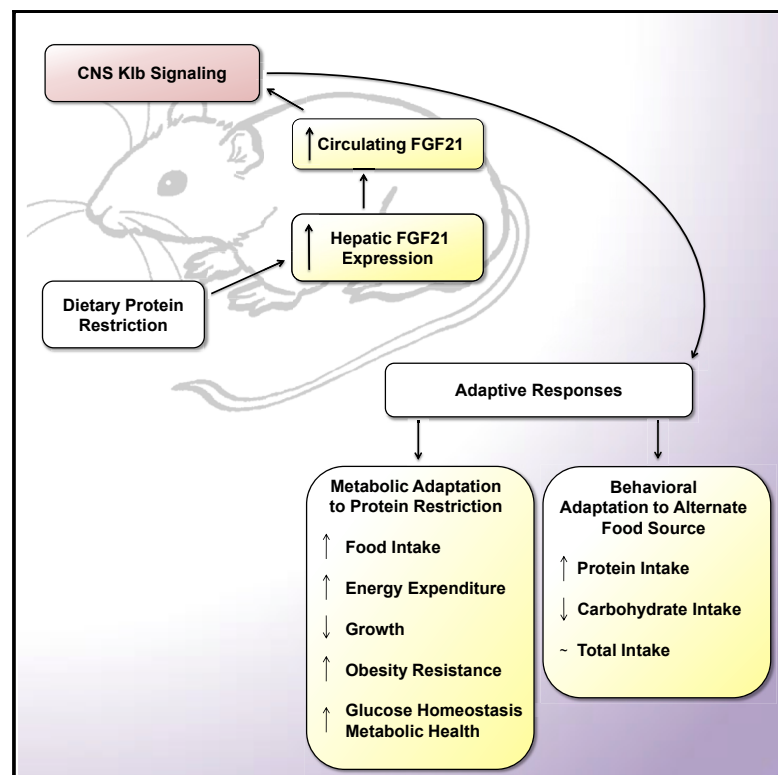 CNS Klb Signaling
↑ Circulating FGF21
↑ Hepatic FGF21
Expression
Dietary Protein
Restriction
Adaptive Responses
Metabolic Adaptation
to Protein Restriction
↑ Food Intake
↑ Energy Expenditure
↓ Growth
↑ Obesity Resistance
↑ Glucose Homeostasis
Metabolic Health
Behavioral
Adaptation to Alternate
Food Source
↑ Protein Intake
↓ Carbohydrate Intake
~ Total Intake